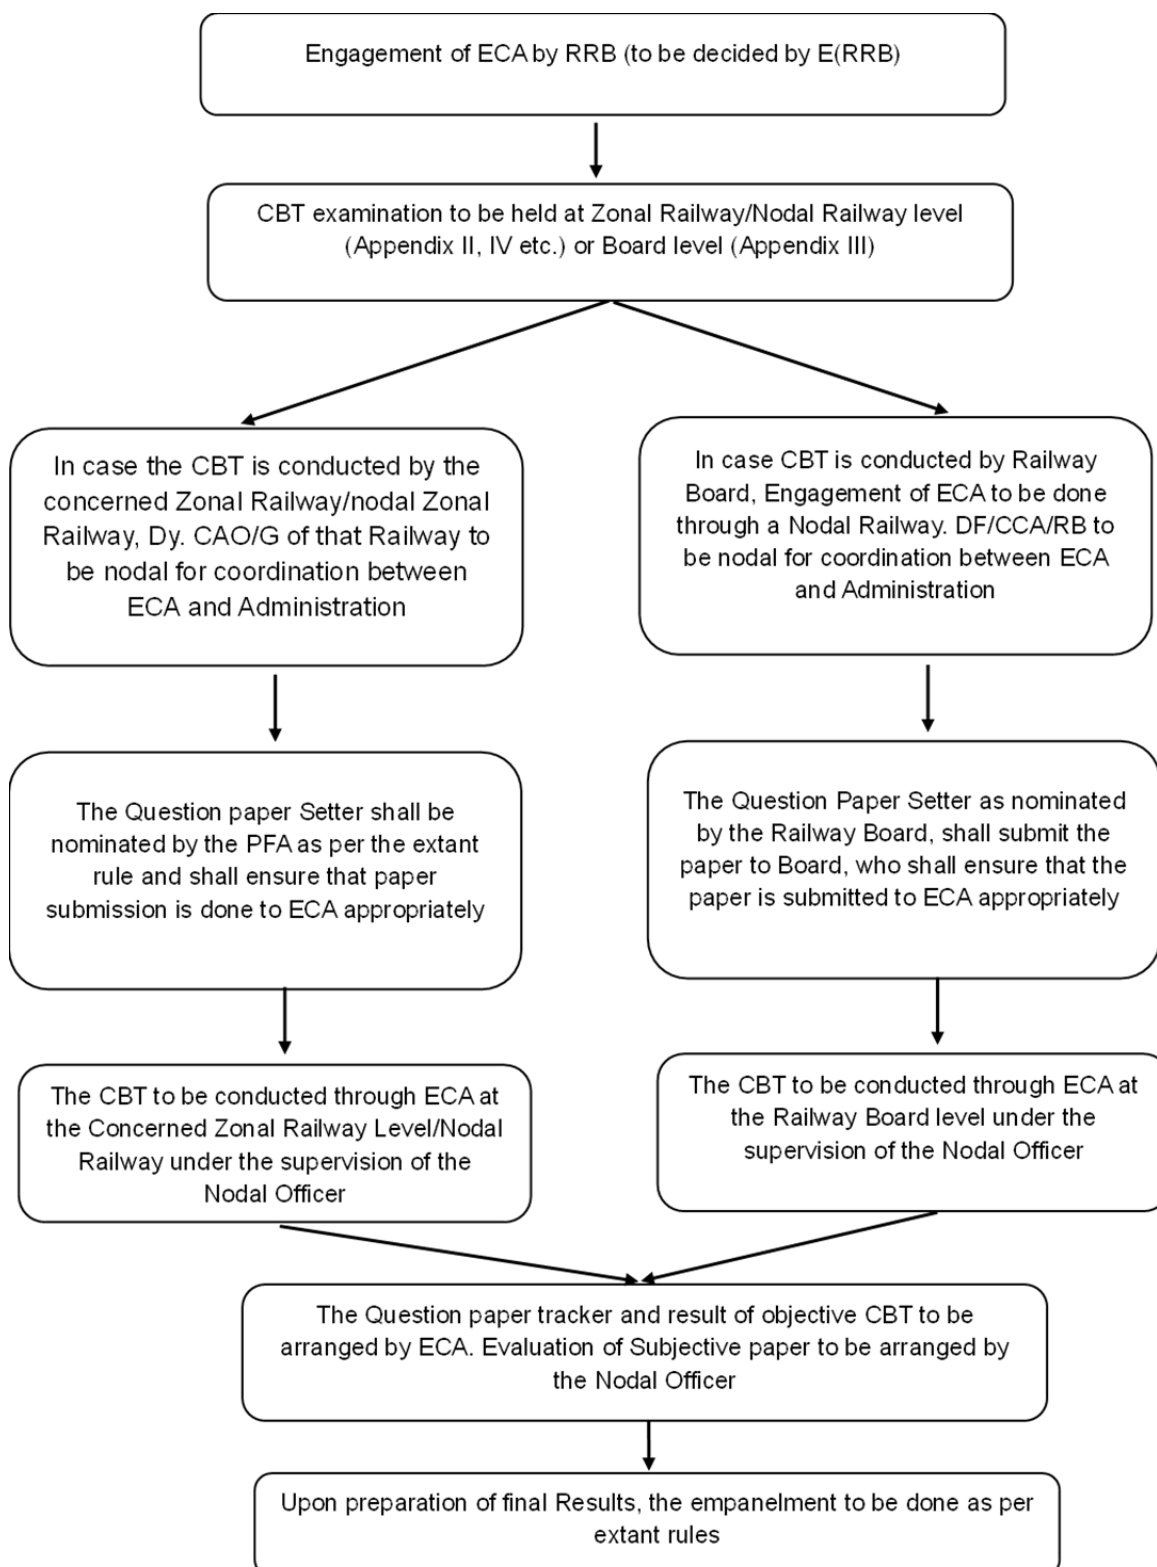 Engagement of ECA by RRB (to be decided by E(RRB)
CBT examination to be held at Zonal Railway/Nodal Railway level
(Appendix II, IV etc.) or Board level (Appendix III)
In case the CBT is conducted by the
concerned Zonal Railway/nodal Zonal
Railway, Dy. CAO/G of that Railway to
be nodal for coordination between
ECA and Administration
In case CBT is conducted by Railway
Board, Engagement of ECA to be done
through a Nodal Railway. DF/CCA/RB to
be nodal for coordination between ECA
and Administration
The Question paper Setter shall be
nominated by the PFA as per the extant
rule and shall ensure that paper
submission is done to ECA appropriately
The Question Paper Setter as nominated
by the Railway Board, shall submit the
paper to Board, who shall ensure that the
paper is submitted to ECA appropriately
The CBT to be conducted through ECA at
the Concerned Zonal Railway Level/Nodal
Railway under the supervision of the
Nodal Officer
The CBT to be conducted through ECA at
the Railway Board level under the
supervision of the Nodal Officer
The Question paper tracker and result of objective CBT to be
arranged by ECA. Evaluation of Subjective paper to be arranged by
the Nodal Officer
Upon preparation of final Results, the empanelment to be done as per
extant rules